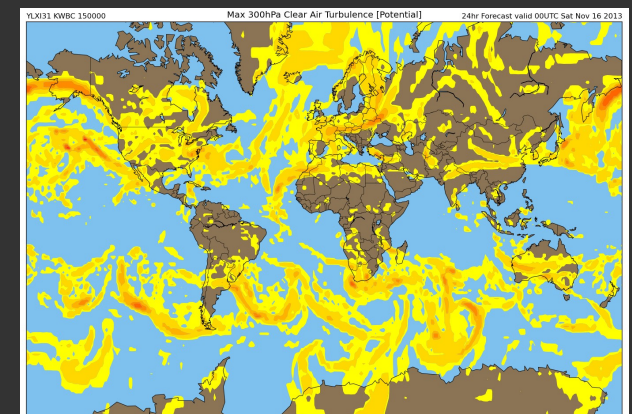 YLXI31 KWBC 150000 Max 300hPa Clear Air Turbulence [Potential] 24hr Forecast valid 00UTC Sat Nov 16 2013